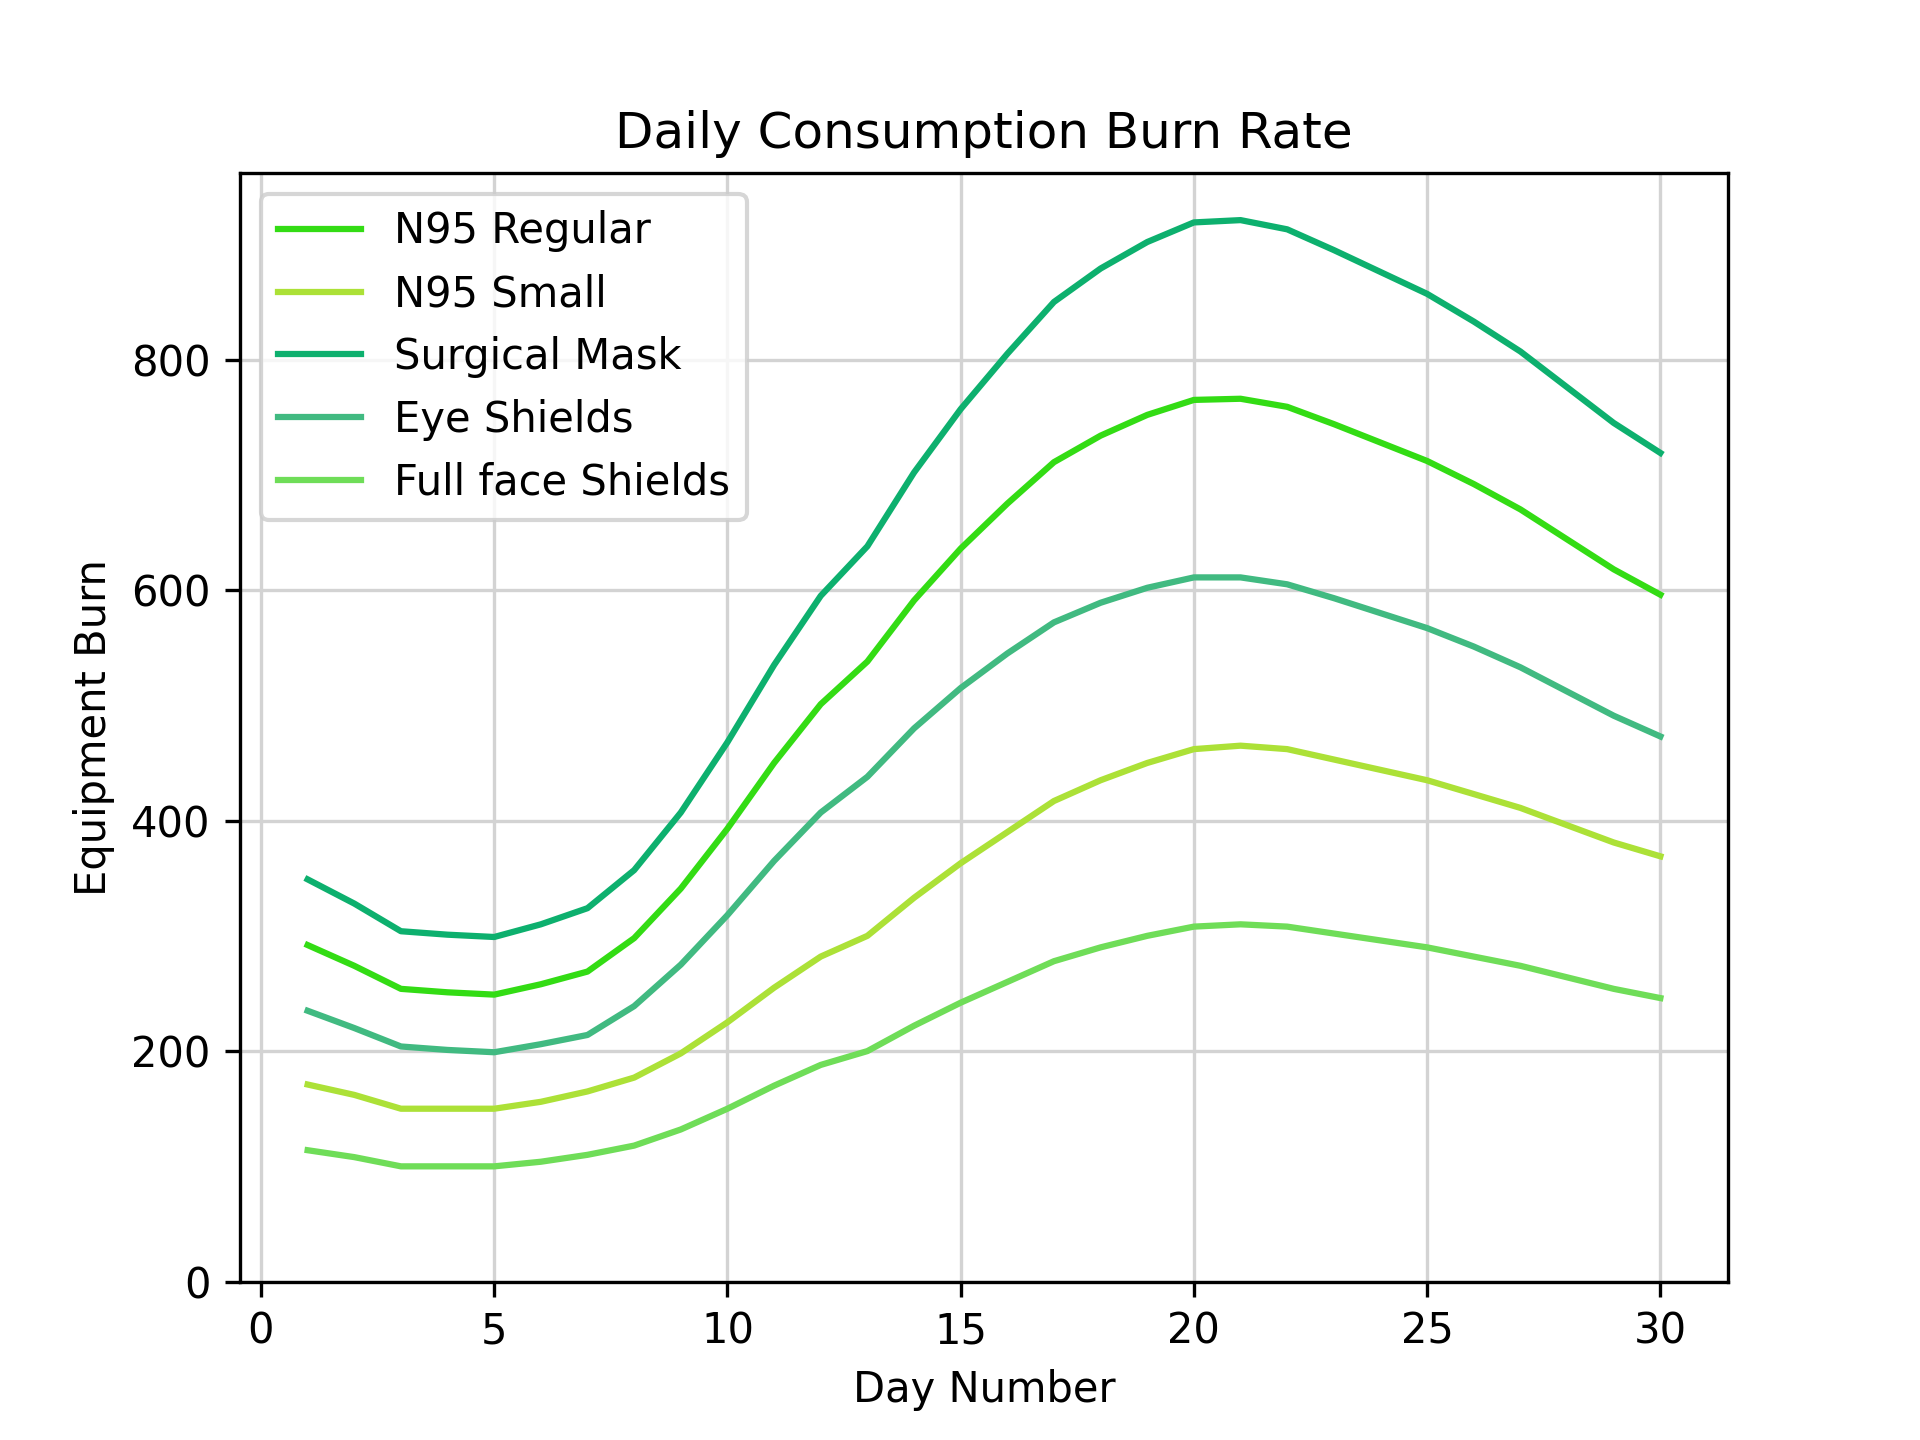 Daily Consumption Burn Rate
N95 Regular
N95 Small
Surgical Mask
Eye Shields
Full face Shields
Equipment Burn
800
600
400
200
0
0 5 10 15 20 25 30
Day Number